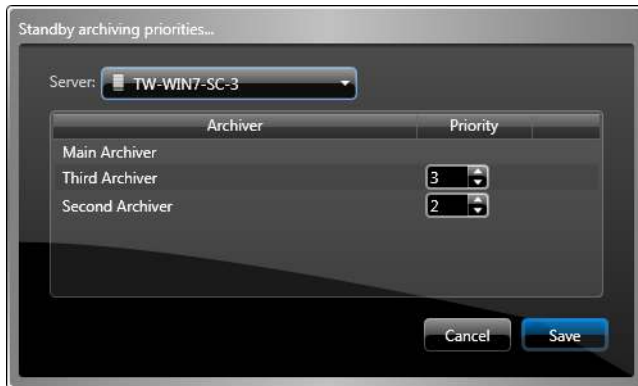 Standby archiving priorities...
Server: TW-WIN7-SC-3
Archiver Priority
Main Archiver
Third Archiver 3
Second Archiver 2
Cancel Save